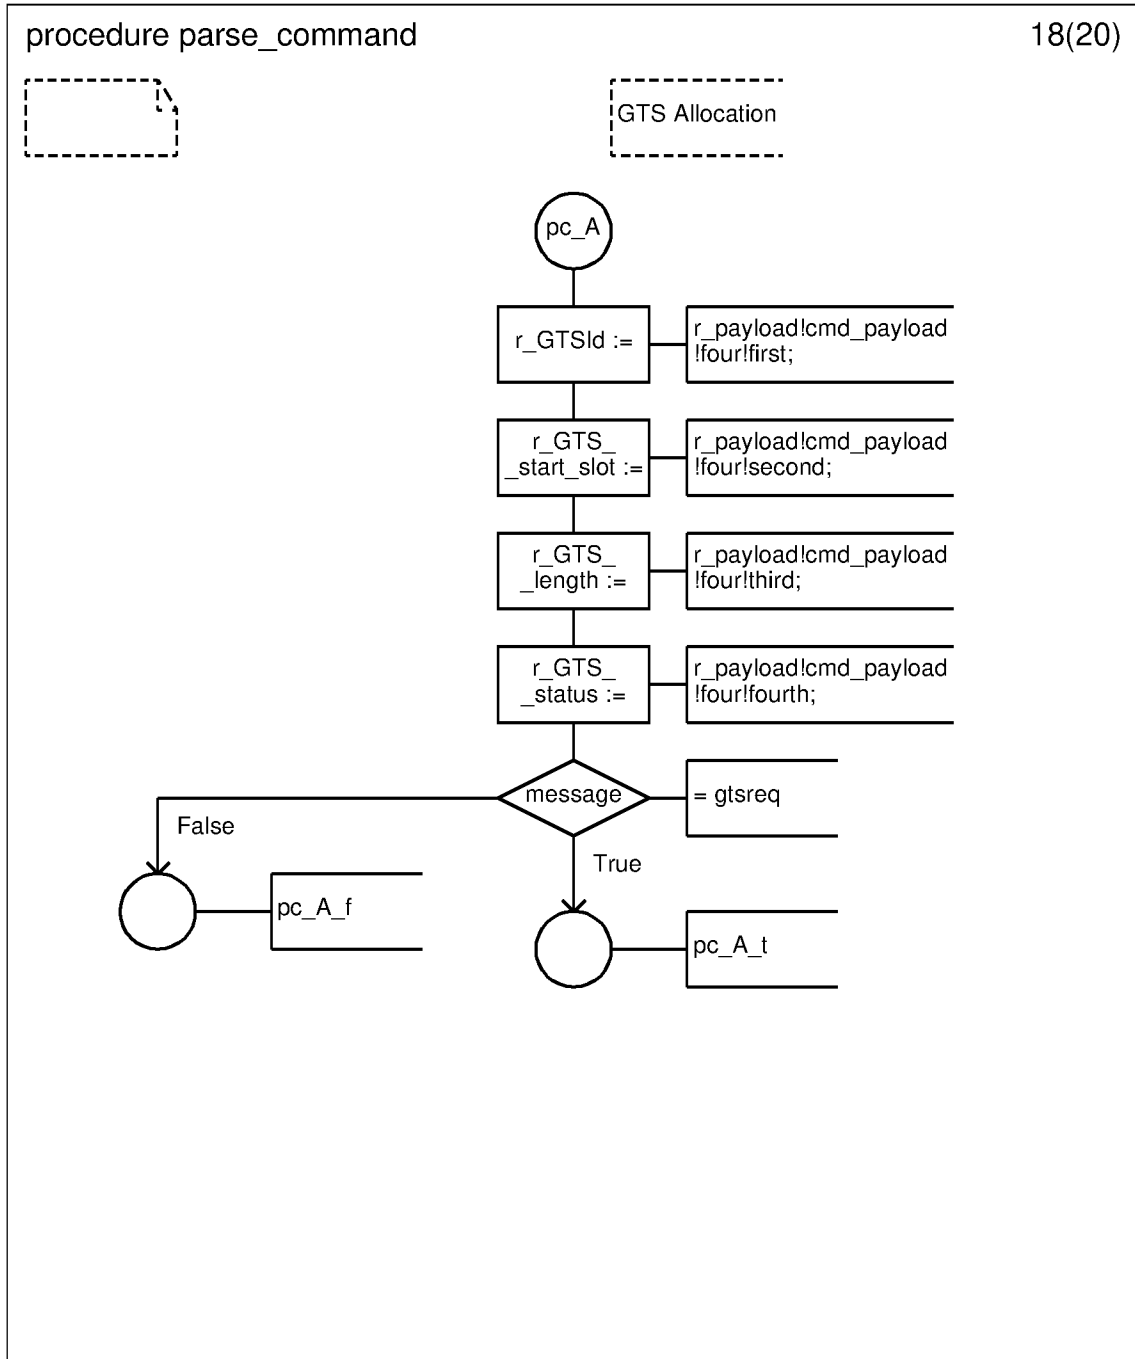 procedure parse_command
18(20)
GTS Allocation
pc_A
r_GTSId :=
r_payload!cmd_payload
!four!first;
r_GTS_
_start_slot :=
r_payload!cmd_payload
!four!second;
r_GTS_
_length :=
r_payload!cmd_payload
!four!third;
r_GTS_
_status :=
r_payload!cmd_payload
!four!fourth;
message
= gtsreq
False
True
pc_A_f
pc_A_t